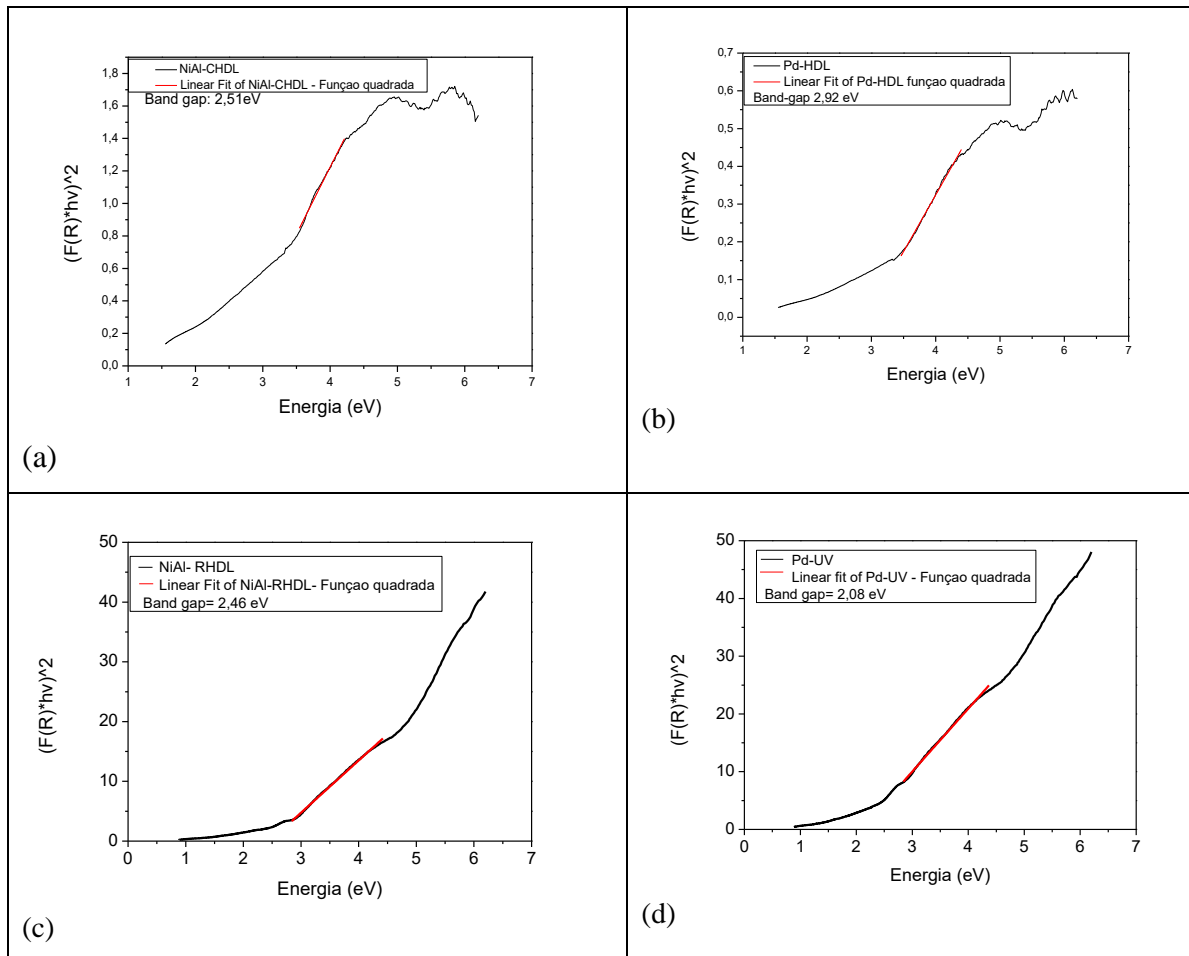 NiAl-CHDL
Linear Fit of NiAl-CHDL - Funçao quadrada
Band gap: 2,51eV
(F(R)*hv)^2
1,8
1,6
1,4
1,2
1,0
0,8
0,6
0,4
0,2
0,0
1 2 3 4 5 6 7
Energia (eV)
(a)
Pd-HDL
Linear Fit of Pd-HDL funçao quadrada
Band-gap 2,92 eV
(F(R)*hv)^2
0,7
0,6
0,5
0,4
0,3
0,2
0,1
0,0
1 2 3 4 5 6 7
Energia (eV)
(b)
NiAl- RHDL
Linear Fit of NiAl-RHDL- Funçao quadrada
Band gap= 2,46 eV
(F(R)*hv)^2
50
40
30
20
10
0
0 1 2 3 4 5 6 7
Energia (eV)
(c)
Pd-UV
Linear fit of Pd-UV - Funçao quadrada
Band gap= 2,08 eV
(F(R)*hv)^2
50
40
30
20
10
0
0 1 2 3 4 5 6 7
Energia (eV)
(d)